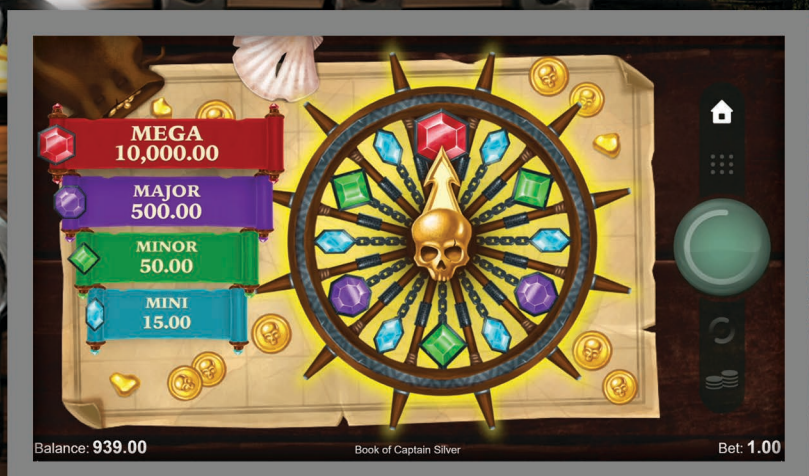 MEGA
10,000.00
MAJOR
500.00
MINOR
50.00
MINI
15.00
Balance: 939.00
Book of Captain Silver
Bet: 1.00